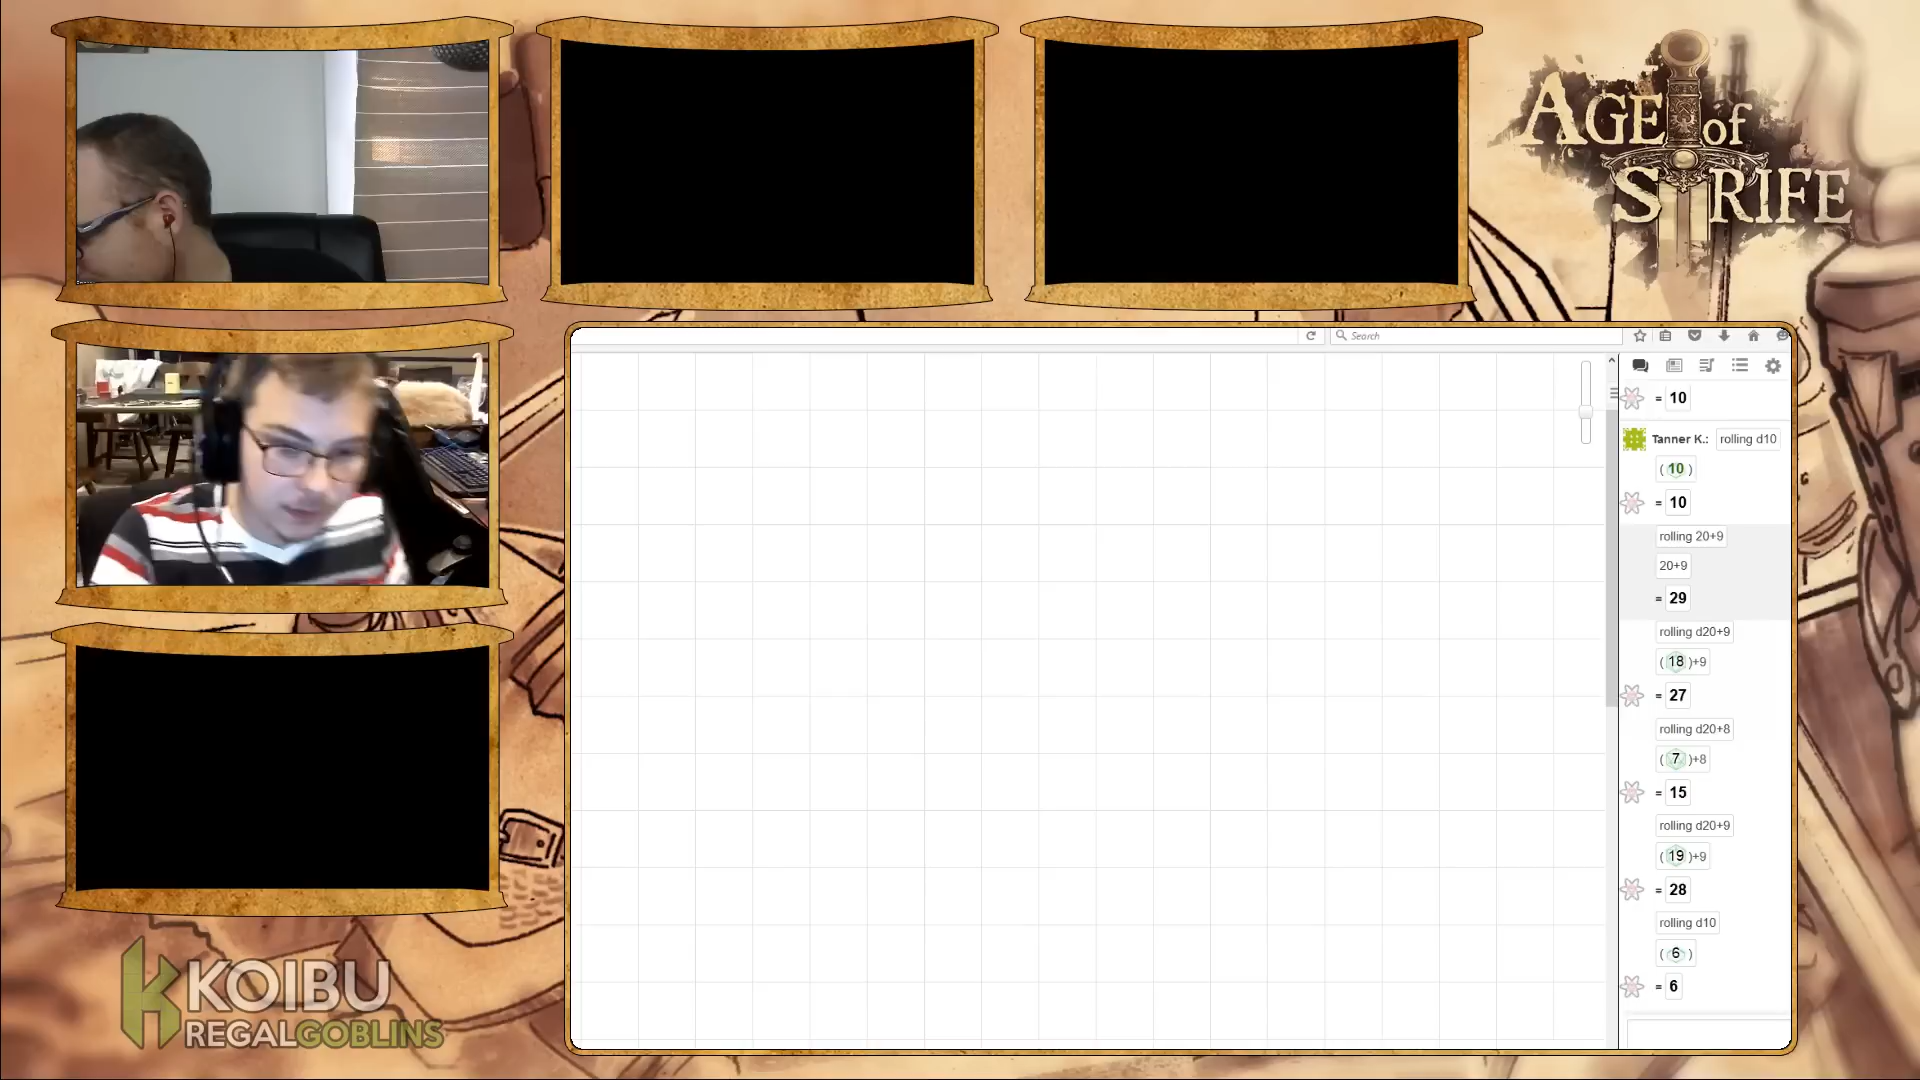 AGE of
STRIFE
Search
= 10
Tanner K.: rolling d10
(10)
= 10
rolling 20+9
20+9
= 29
rolling d20+9
(18)+9
= 27
rolling d20+8
(7)+8
= 15
rolling d20+9
(19)+9
= 28
rolling d10
(6)
= 6
KOIBU
REGALGOBLINS